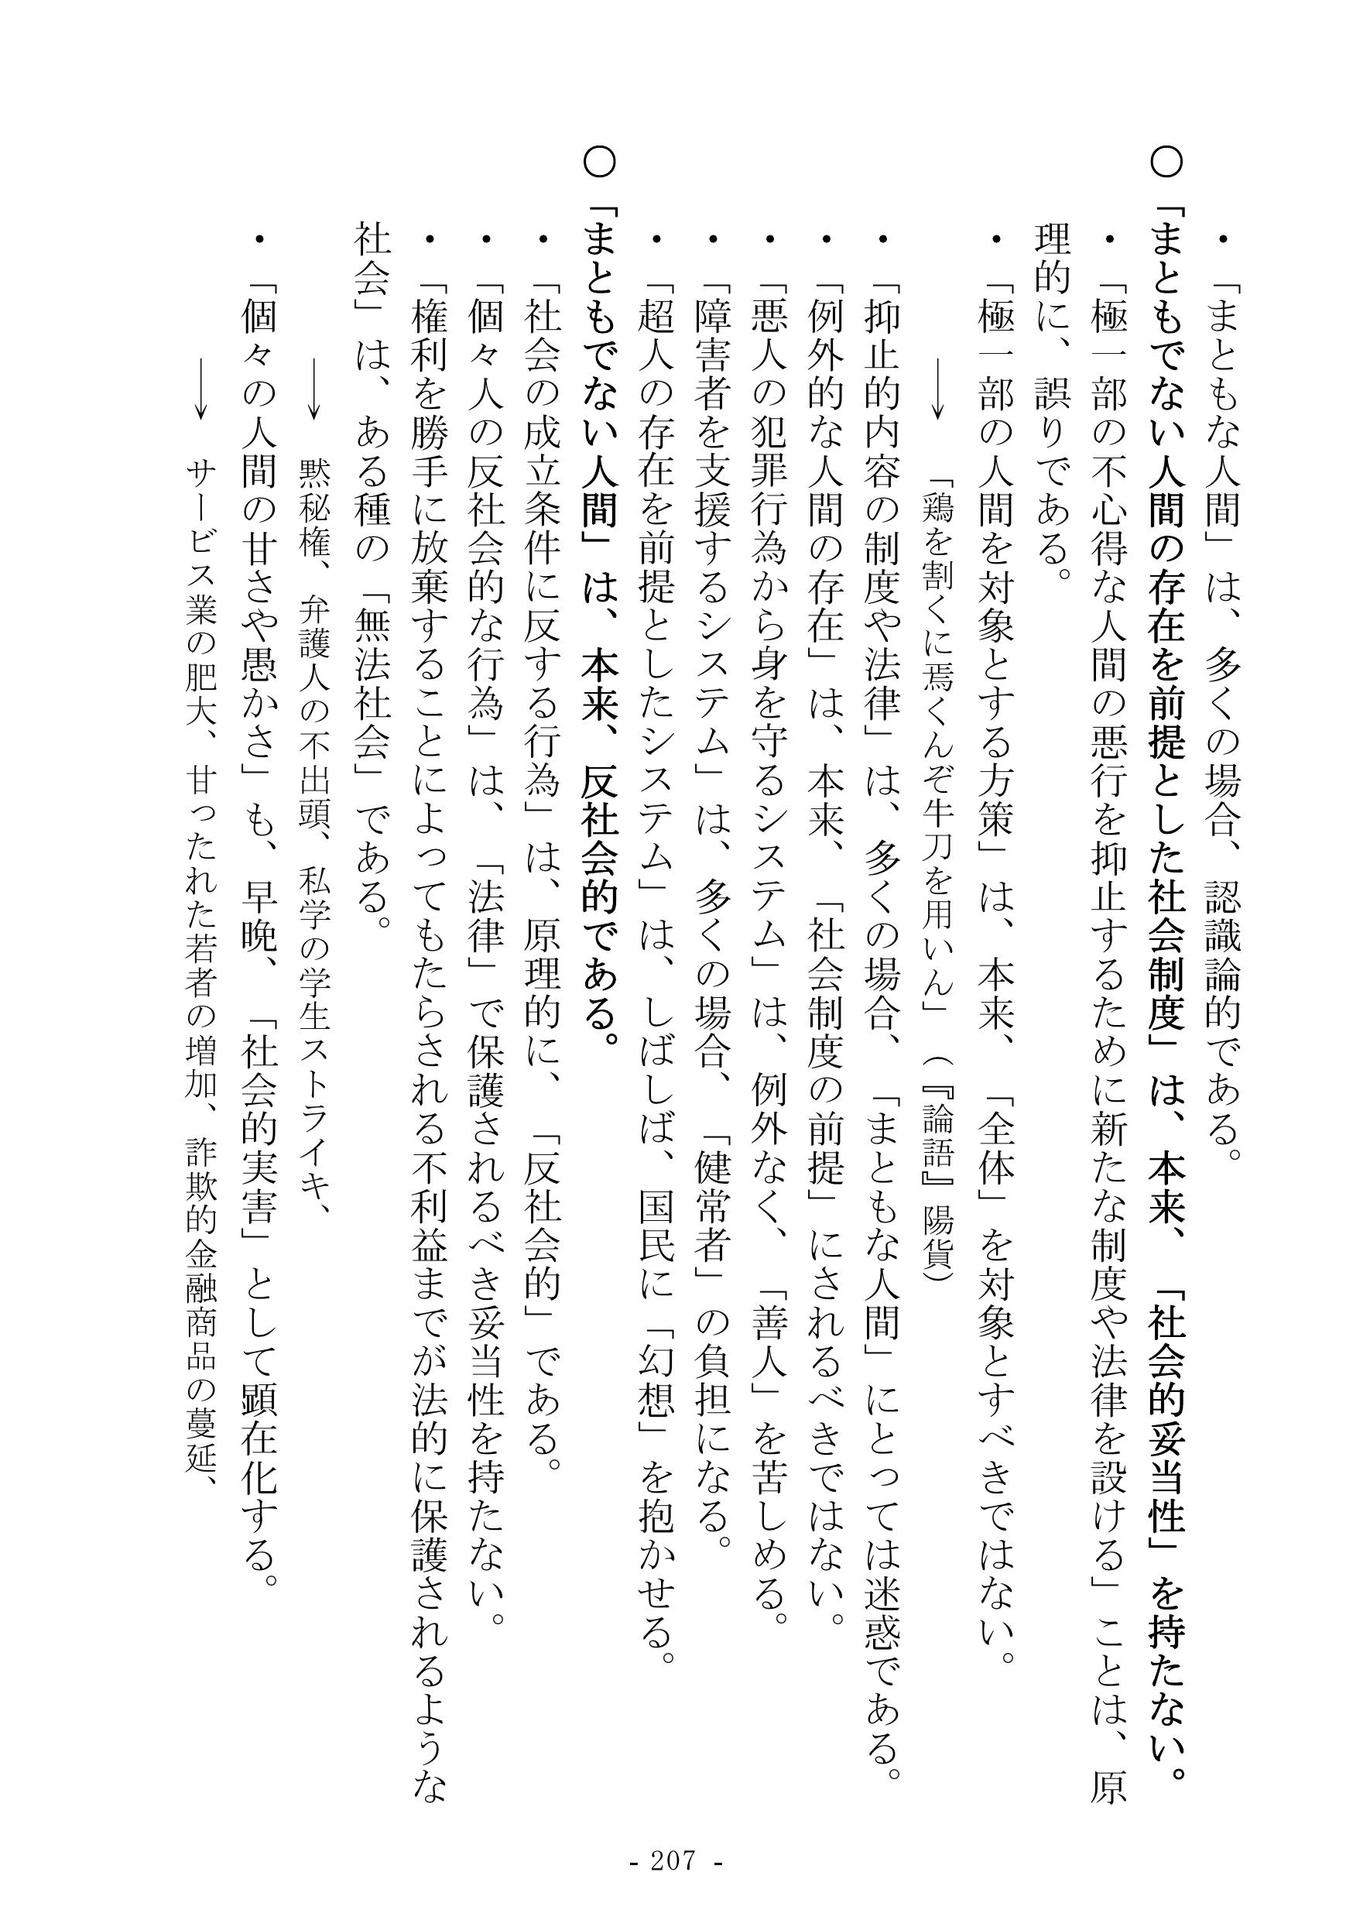 ・「まともな人間」は、多くの場合、認識論的である。
○「まともでない人間の存在を前提とした社会制度」は、本来、「社会的妥当性」を持たない。
・「極一部の不心得な人間の悪行を抑止するために新たな制度や法律を設ける」ことは、原
理的に、誤りである。
・「極一部の人間を対象とする方策」は、本来、「全体」を対象とすべきではない。
→「鶏を割くに焉くんぞ牛刀を用いん」(『論語』陽貨)
・「抑止的内容の制度や法律」は、多くの場合、「まともな人間」にとっては迷惑である。
・「例外的な人間の存在」は、本来、「社会制度の前提」にされるべきではない。
・「悪人の犯罪行為から身を守るシステム」は、例外なく、「善人」を苦しめる。
・「障害者を支援するシステム」は、多くの場合、「健常者」の負担になる。
・「超人の存在を前提としたシステム」は、しばしば、国民に「幻想」を抱かせる。
○「まともでない人間」は、本来、反社会的である。
・「社会の成立条件に反する行為」は、原理的に、「反社会的」である。
・「個々人の反社会的な行為」は、「法律」で保護されるべき妥当性を持たない。
・「権利を勝手に放棄することによってもたらされる不利益までが法的に保護されるような
社会」は、ある種の「無法社会」である。
→ 黙秘権、弁護人の不出頭、私学の学生ストライキ、
・「個々の人間の甘さや愚かさ」も、早晩、「社会的実害」として顕在化する。
→ サービス業の肥大、甘ったれた若者の増加、詐欺的金融商品の蔓延、
- 207 -